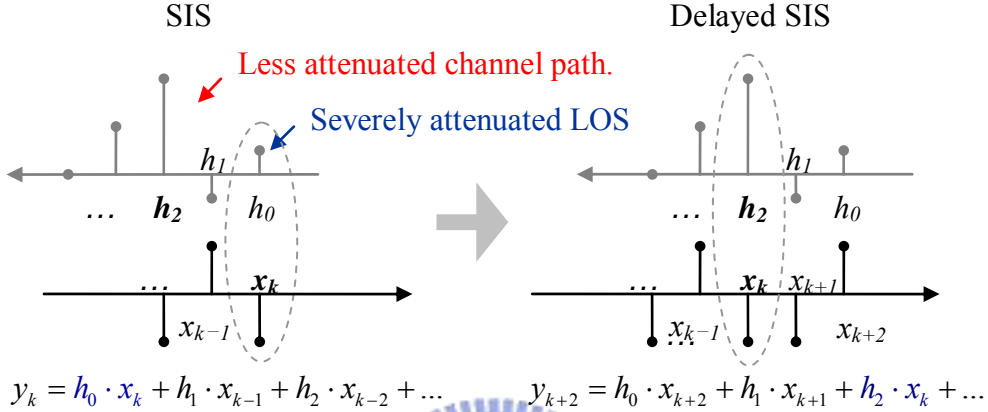 SIS
Delayed SIS
Less attenuated channel path.
Severely attenuated LOS
h₁
h₁
... h₂ h₀
... h₂ h₀
... xₖ
... xₖ xₖ₊₁
xₖ₋₁
xₖ₋₁ ... xₖ₊₂
yₖ = h₀ · xₖ + h₁ · xₖ₋₁ + h₂ · xₖ₋₂ + ...
yₖ₊₂ = h₀ · xₖ₊₂ + h₁ · xₖ₊₁ + h₂ · xₖ + ...